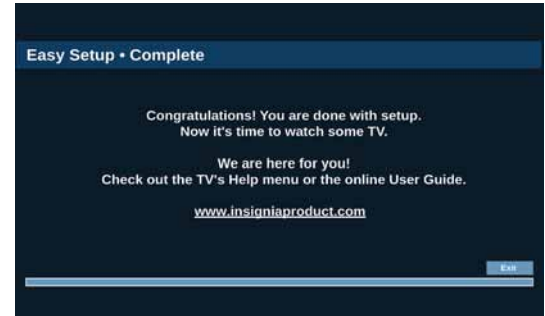 Easy Setup • Complete
Congratulations! You are done with setup.
Now it's time to watch some TV.
We are here for you!
Check out the TV's Help menu or the online User Guide.
www.insigniaproduct.com
Exit